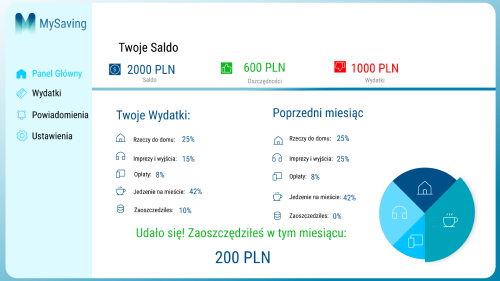 MySaving
Panel Główny
Wydatki
Powiadomienia
Ustawienia
Twoje Saldo
2000 PLN
Saldo
600 PLN
Oszczędności
1000 PLN
Wydatki
Twoje Wydatki:
Rzeczy do domu: 25%
Imprezy i wyjścia: 15%
Opłaty: 8%
Jedzenie na mieście: 42%
Zaoszczedziłes: 10%
Poprzedni miesiąc
Rzeczy do domu: 25%
Imprezy i wyjścia: 25%
Opłaty: 8%
Jedzenie na mieście: 42%
Zaoszczedziłes: 0%
Udało się! Zaoszczędziłeś w tym miesiącu:
200 PLN